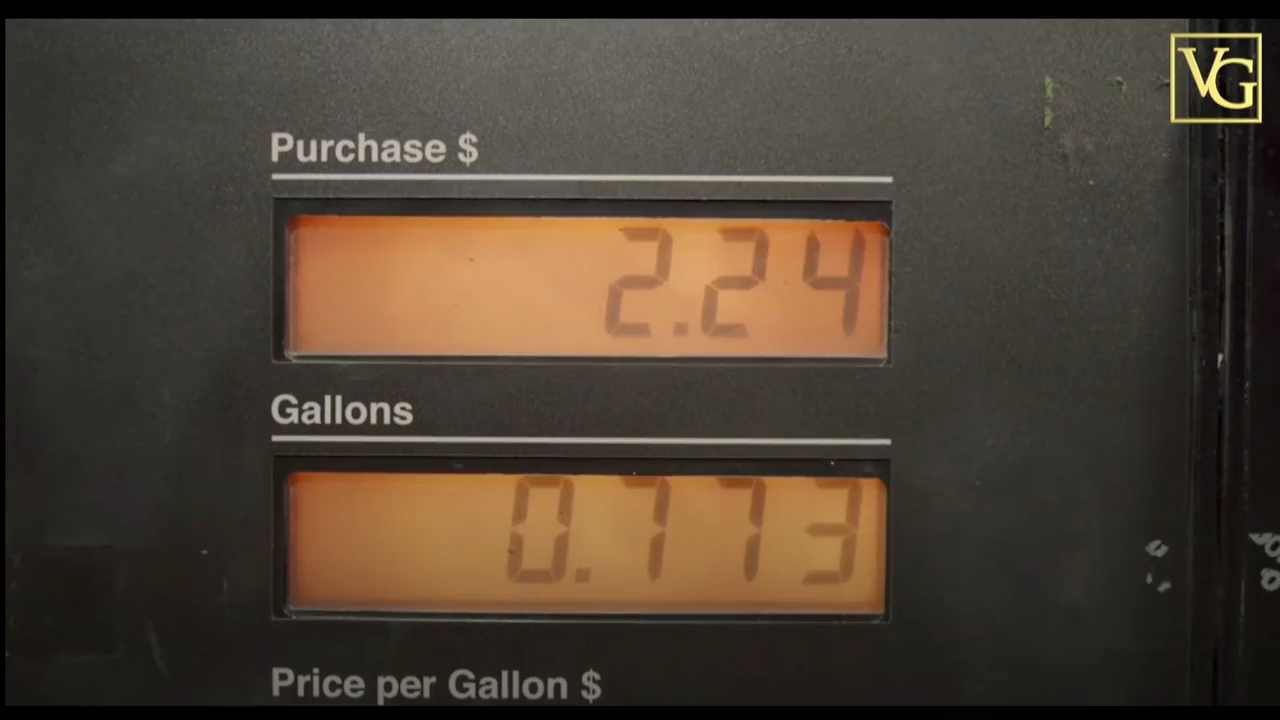 VG
Purchase $
2.24
Gallons
0.773
Price per Gallon $